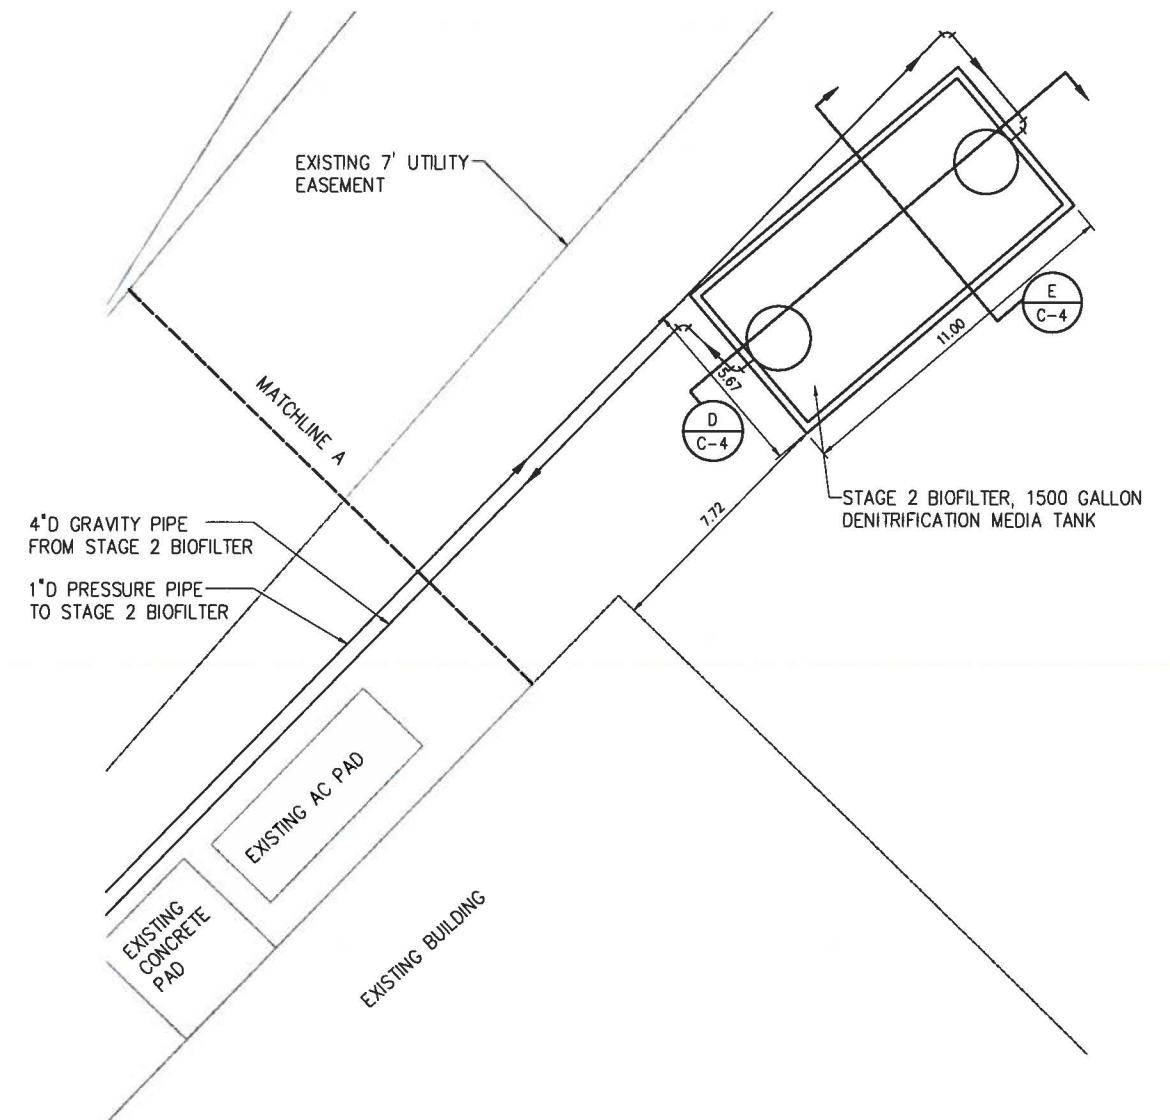 EXISTING 7' UTILITY
EASEMENT
MATCHLINE A
E
C-4
11.00
5.67
D
C-4
7.72
STAGE 2 BIOFILTER, 1500 GALLON
DENITRIFICATION MEDIA TANK
4"D GRAVITY PIPE
FROM STAGE 2 BIOFILTER
1"D PRESSURE PIPE
TO STAGE 2 BIOFILTER
EXISTING AC PAD
EXISTING
CONCRETE
PAD
EXISTING BUILDING